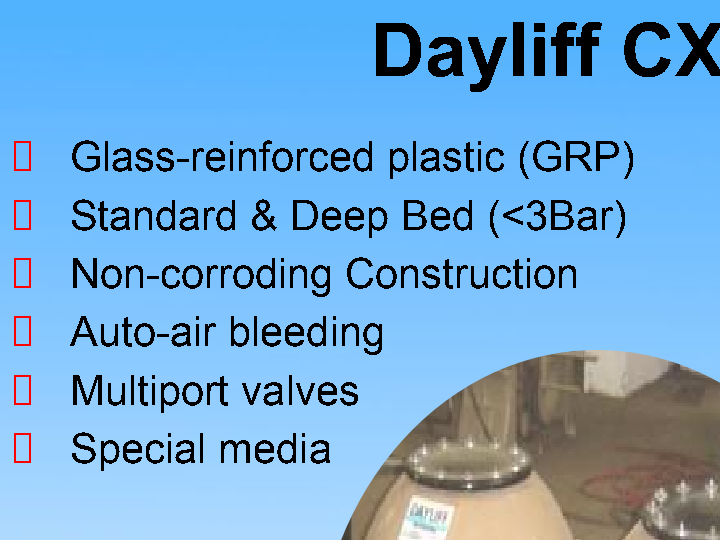 Dayliff CX
Glass-reinforced plastic (GRP)
Standard & Deep Bed (<3Bar)
Non-corroding Construction
Auto-air bleeding
Multiport valves
Special media
DAYLIFF